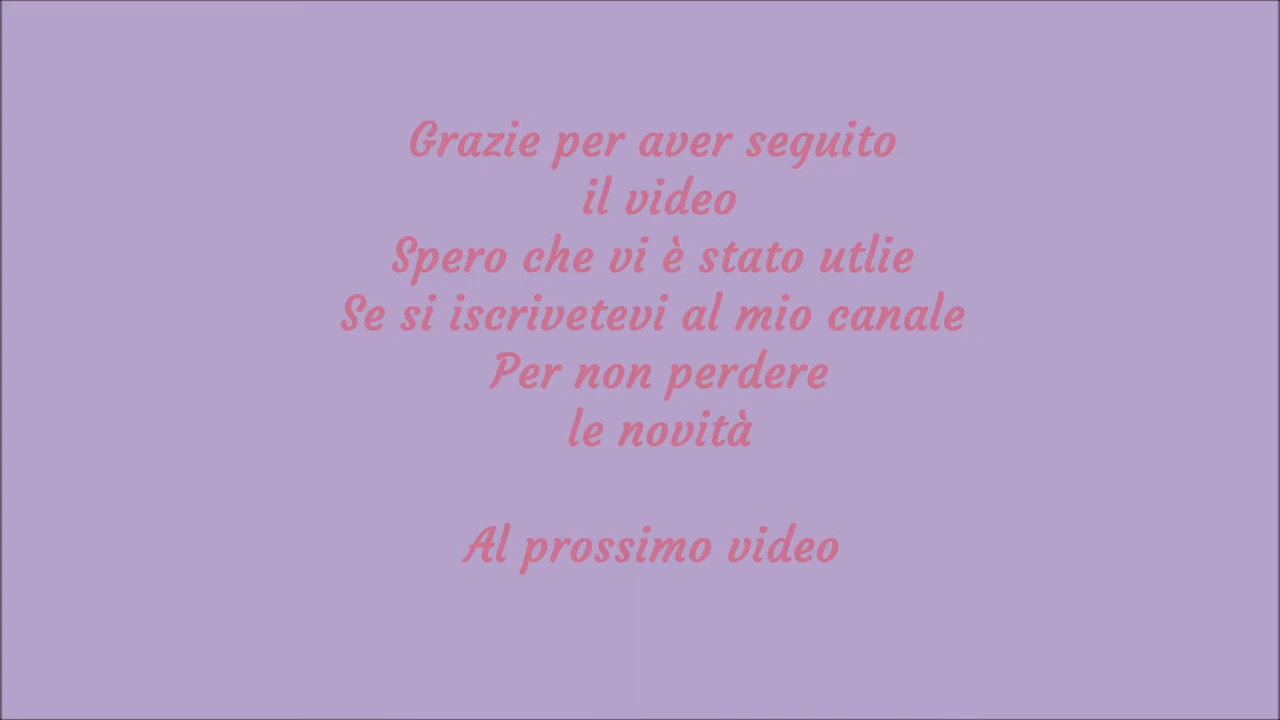 Grazie per aver seguito
il video
Spero che vi è stato utlie
Se si iscrivetevi al mio canale
Per non perdere
le novità
Al prossimo video